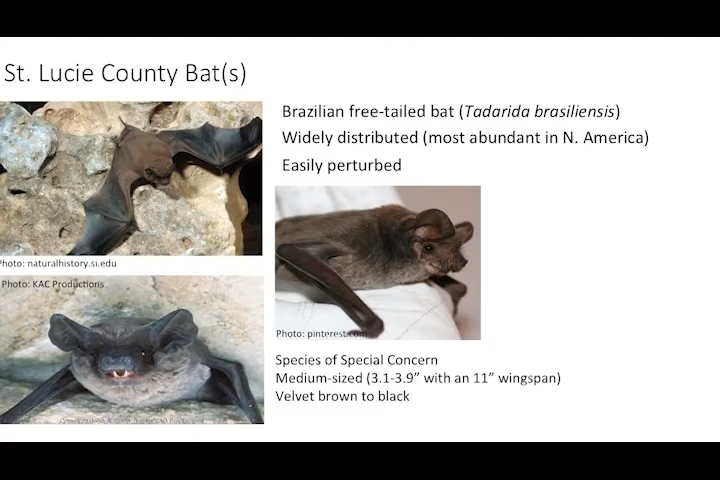 St. Lucie County Bat(s)
Brazilian free-tailed bat (Tadarida brasiliensis)
Widely distributed (most abundant in N. America)
Easily perturbed
Photo: naturalhistory.si.edu
Photo: KAC Productions
Photo: pinterest.com
Species of Special Concern
Medium-sized (3.1-3.9” with an 11” wingspan)
Velvet brown to black